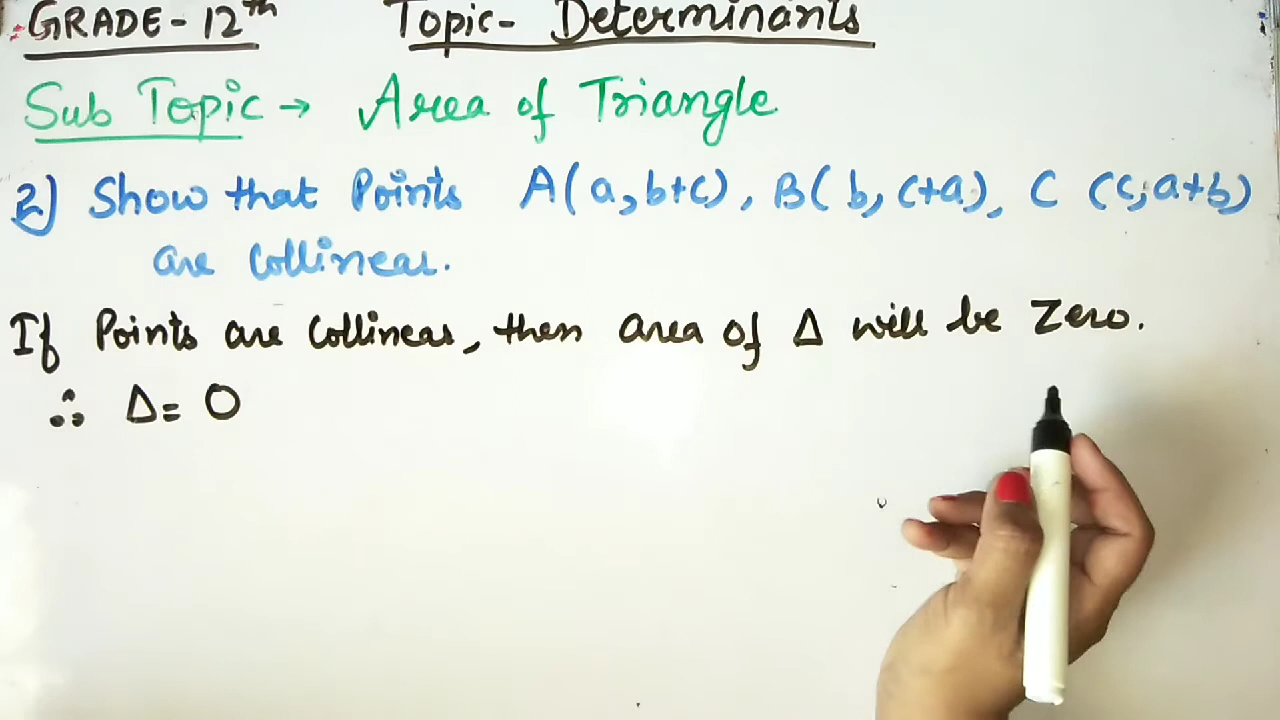 GRADE - 12th Topic - Determinants
Sub Topic → Area of Triangle
2) Show that Points A(a, b+c), B(b, c+a), C (c, a+b)
are Collinear.
If Points are Collinear, then area of Δ will be Zero.
∴ Δ = 0